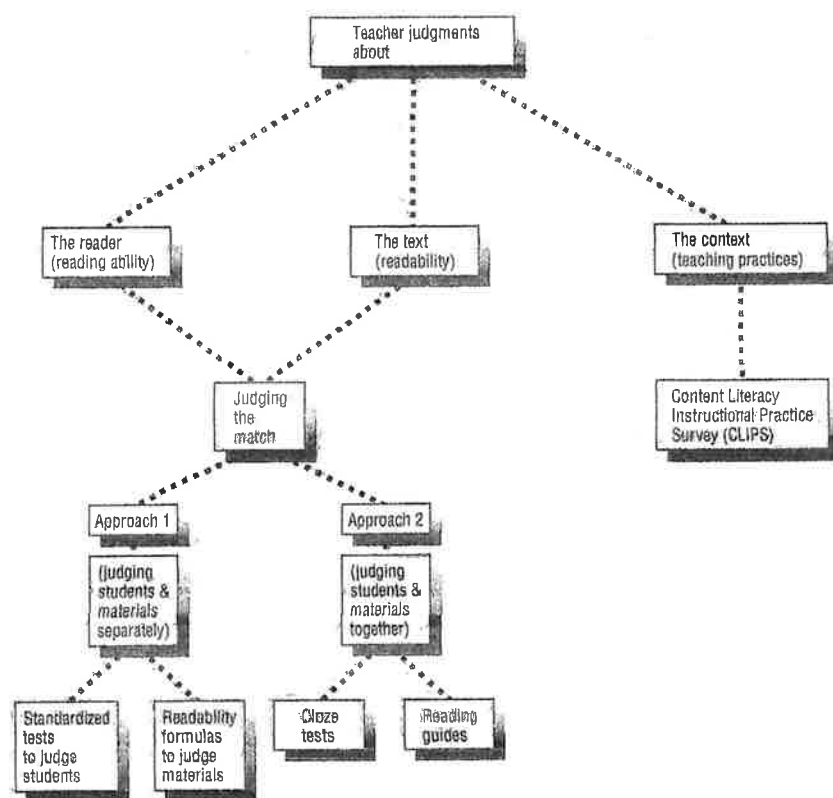 Teacher judgments
about
The reader
(reading ability)
The text
(readability)
The context
(teaching practices)
Judging
the
match
Content Literacy
Instructional Practice
Survey (CLIPS)
Approach 1
Approach 2
(judging
students &
materials
separately)
(judging
students &
materials
together)
Standardized
tests
to judge
students
Readability
formulas
to judge
materials
Cloze
tests
Reading
guides